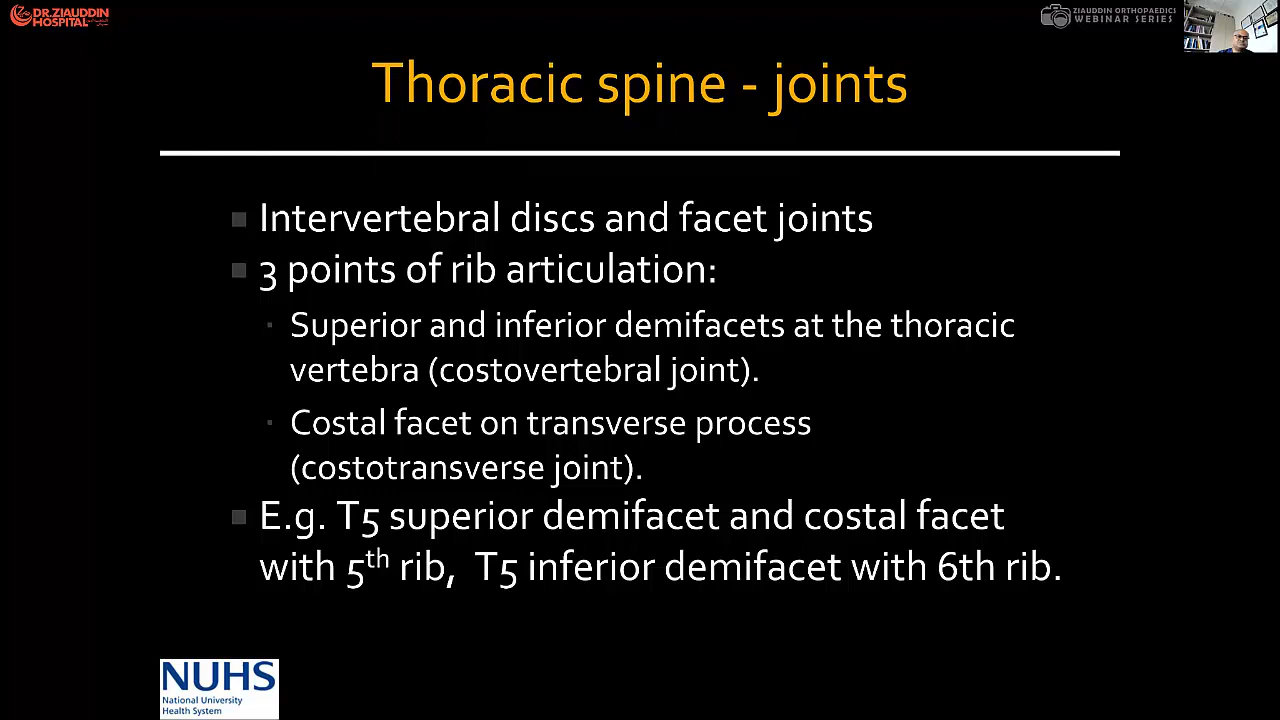 DR.ZIAUDDIN
HOSPITAL
ZIAUDDIN ORTHOPAEDICS
WEBINAR SERIES
Thoracic spine - joints
Intervertebral discs and facet joints
3 points of rib articulation:
Superior and inferior demifacets at the thoracic
vertebra (costovertebral joint).
Costal facet on transverse process
(costotransverse joint).
E.g. T5 superior demifacet and costal facet
with 5th rib, T5 inferior demifacet with 6th rib.
NUHS
National University
Health System